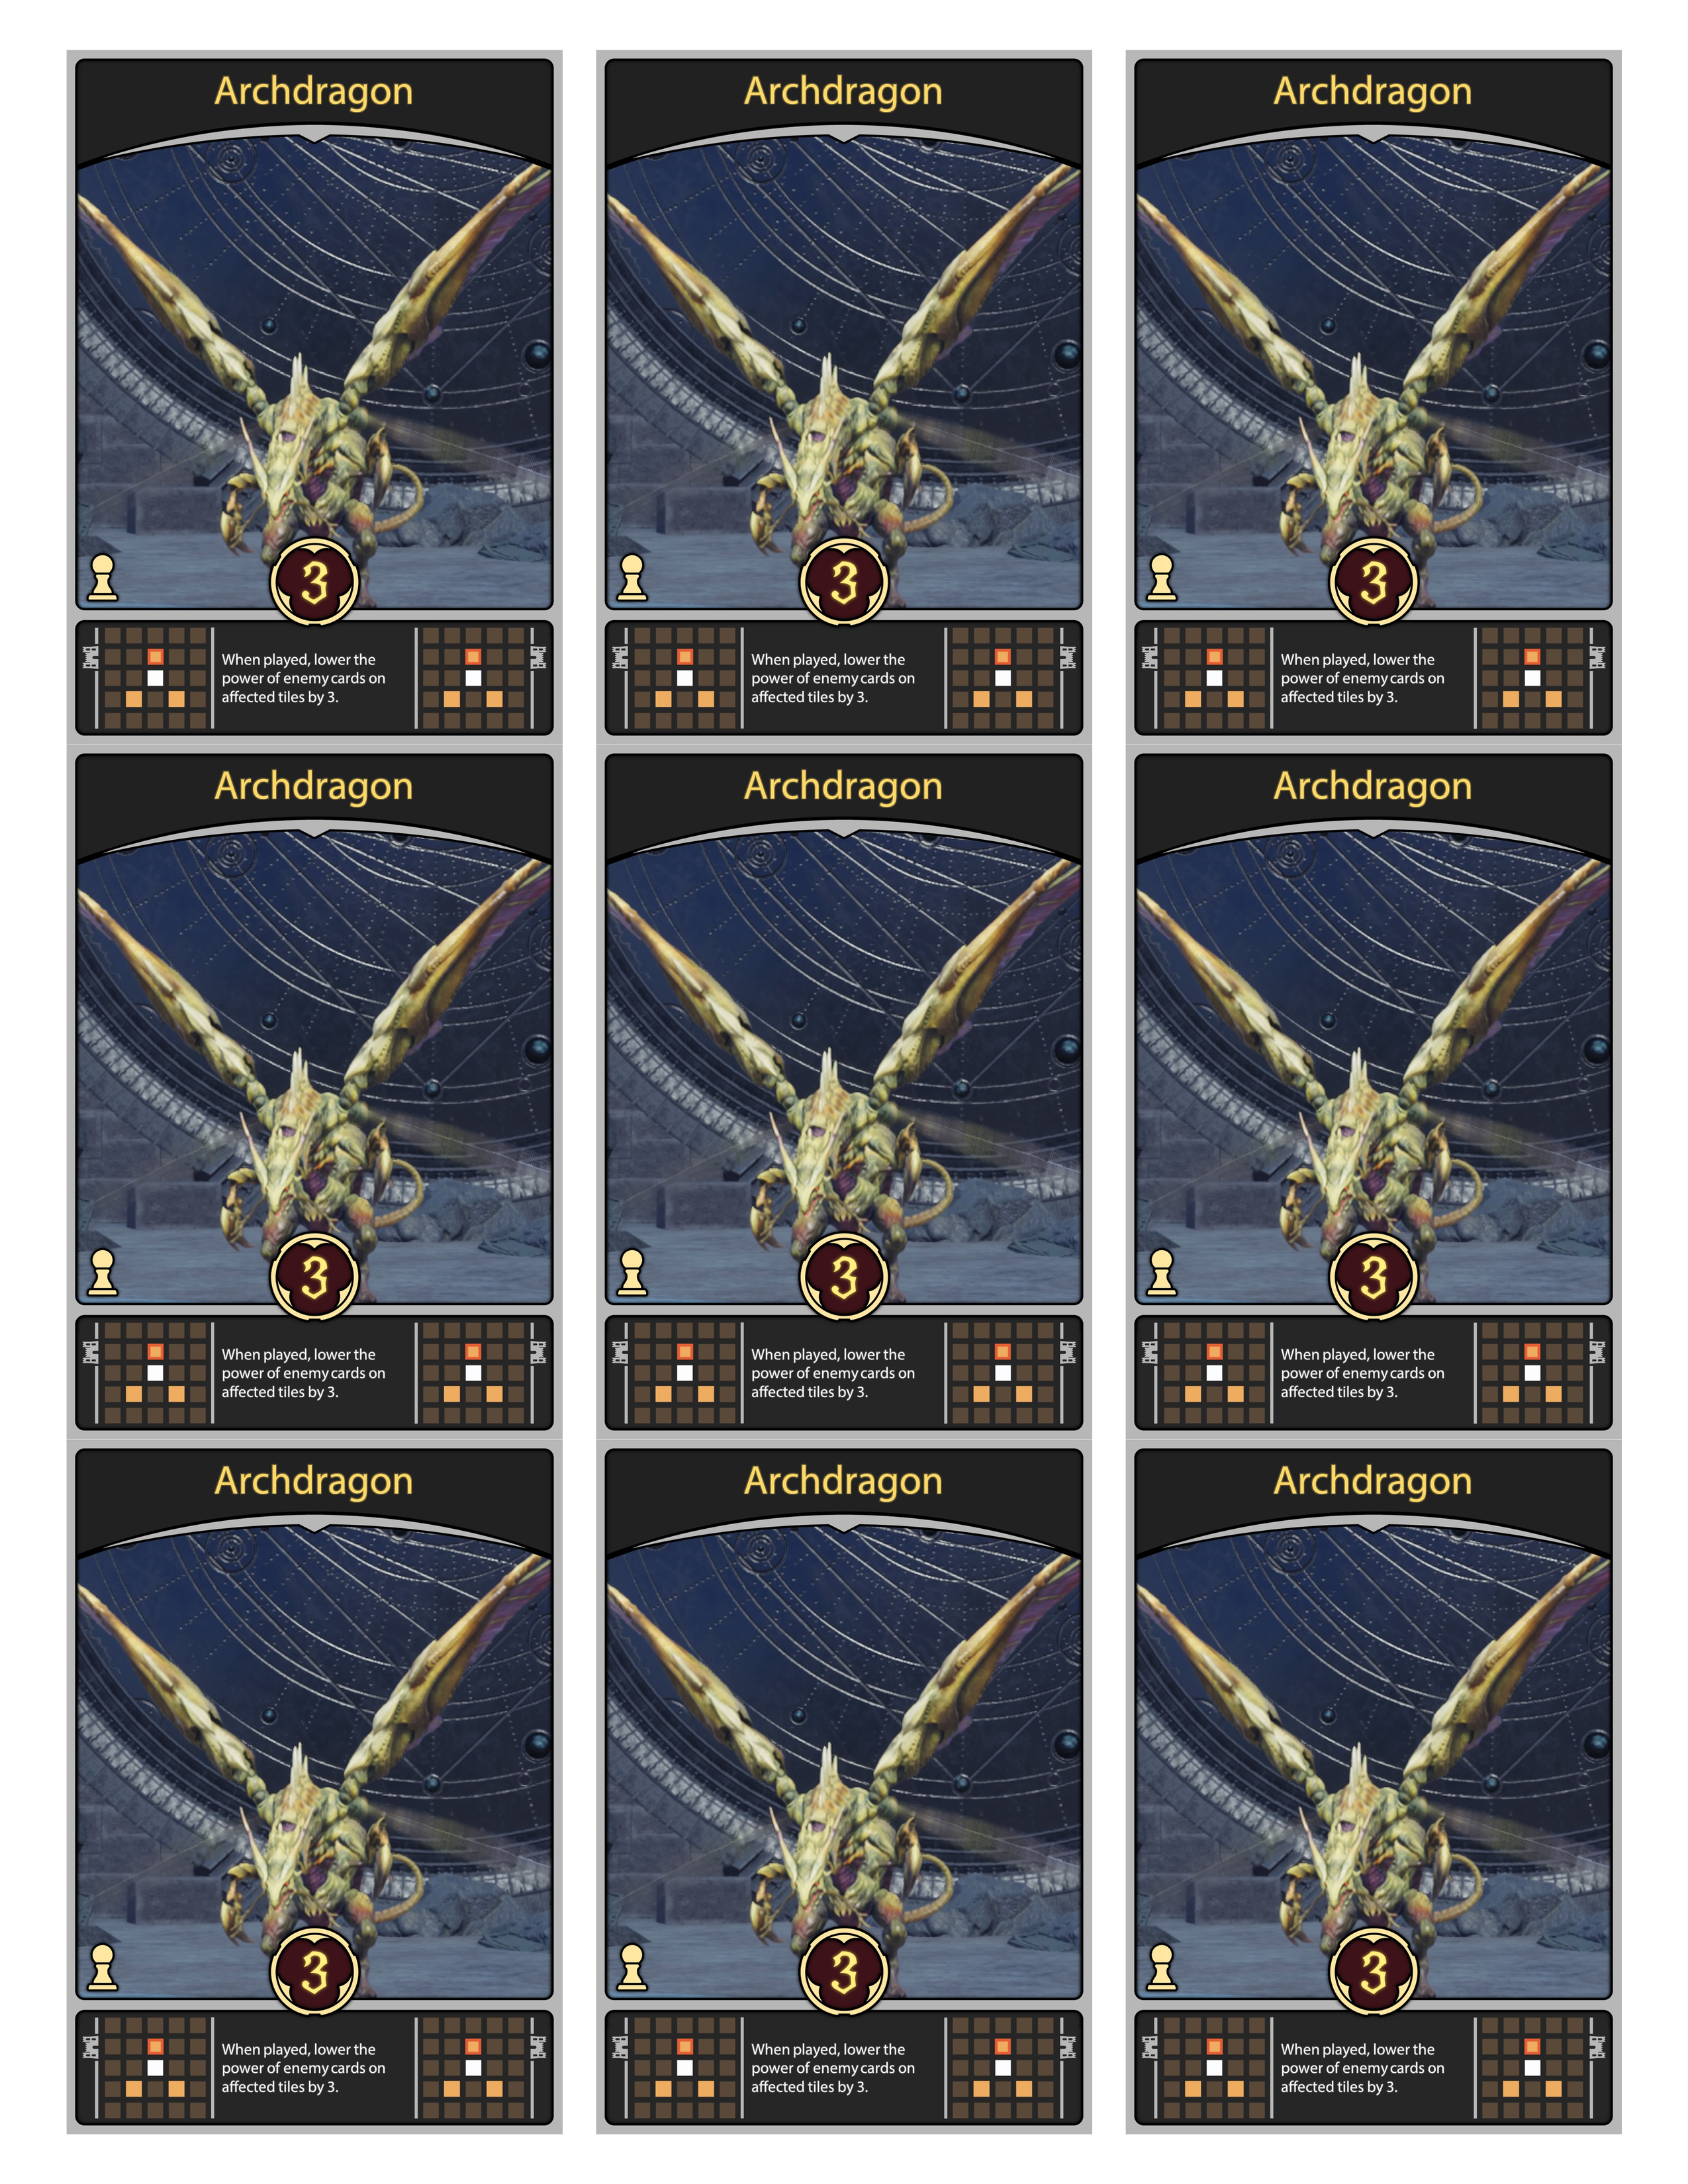 Archdragon
3
When played, lower the
power of enemy cards on
affected tiles by 3.
Archdragon
3
When played, lower the
power of enemy cards on
affected tiles by 3.
Archdragon
3
When played, lower the
power of enemy cards on
affected tiles by 3.
Archdragon
3
When played, lower the
power of enemy cards on
affected tiles by 3.
Archdragon
3
When played, lower the
power of enemy cards on
affected tiles by 3.
Archdragon
3
When played, lower the
power of enemy cards on
affected tiles by 3.
Archdragon
3
When played, lower the
power of enemy cards on
affected tiles by 3.
Archdragon
3
When played, lower the
power of enemy cards on
affected tiles by 3.
Archdragon
3
When played, lower the
power of enemy cards on
affected tiles by 3.